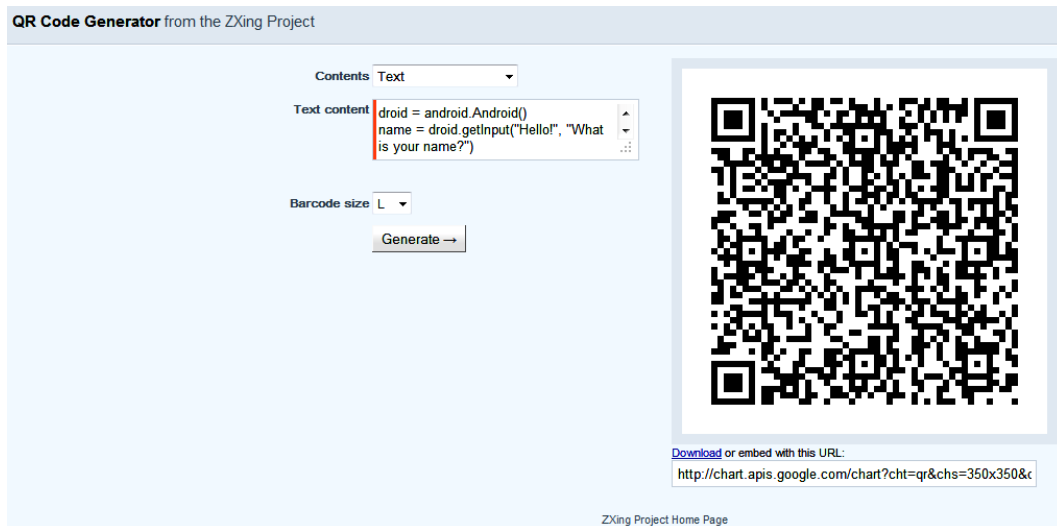 QR Code Generator from the ZXing Project
Contents Text
Text content droid = android.Android()
name = droid.getInput("Hello!", "What
is your name?")
Barcode size L
Generate →
Download or embed with this URL:
http://chart.apis.google.com/chart?cht=qr&chs=350x350&c
ZXing Project Home Page